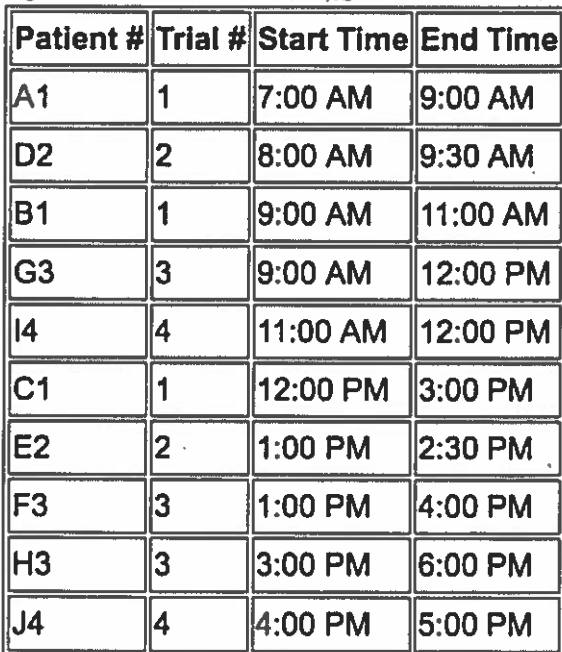 Patient # Trial # Start Time End Time
A1 1 7:00 AM 9:00 AM
D2 2 8:00 AM 9:30 AM
B1 1 9:00 AM 11:00 AM
G3 3 9:00 AM 12:00 PM
I4 4 11:00 AM 12:00 PM
C1 1 12:00 PM 3:00 PM
E2 2 1:00 PM 2:30 PM
F3 3 1:00 PM 4:00 PM
H3 3 3:00 PM 6:00 PM
J4 4 4:00 PM 5:00 PM